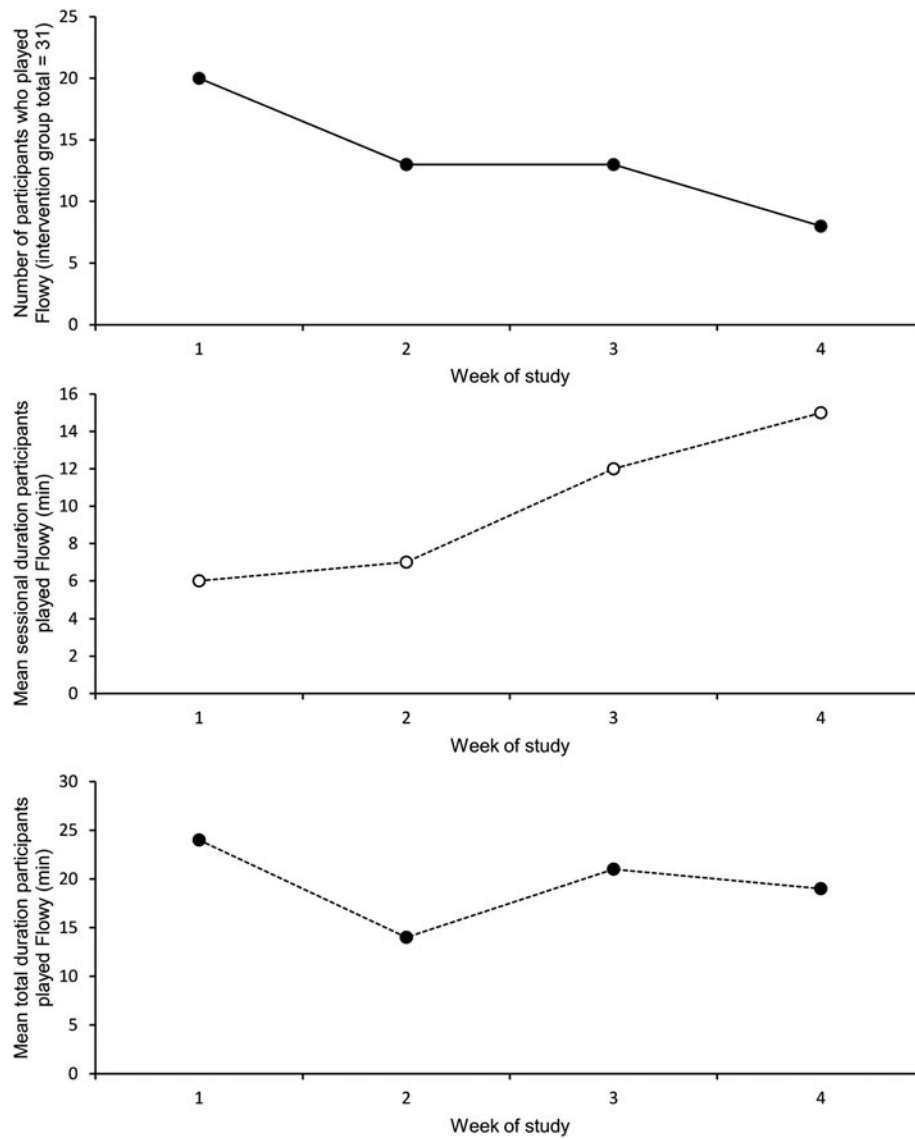 Number of participants who played
Flowy (intervention group total = 31)
25
20
15
10
5
0
1 2 3 4
Week of study
Mean sessional duration participants
played Flowy (min)
16
14
12
10
8
6
4
2
0
1 2 3 4
Week of study
Mean total duration participants
played Flowy (min)
30
25
20
15
10
5
0
1 2 3 4
Week of study